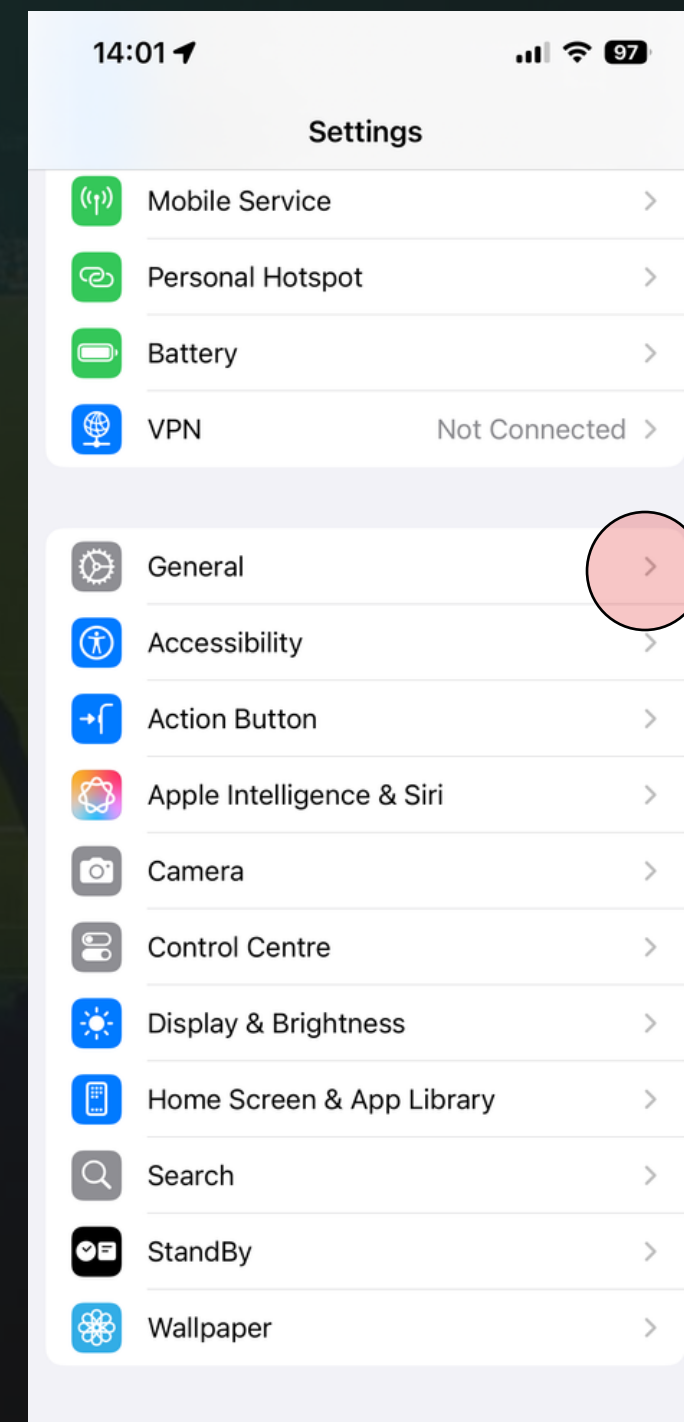 14:01 97
Settings
Mobile Service
Personal Hotspot
Battery
VPN Not Connected
General
Accessibility
Action Button
Apple Intelligence & Siri
Camera
Control Centre
Display & Brightness
Home Screen & App Library
Search
StandBy
Wallpaper